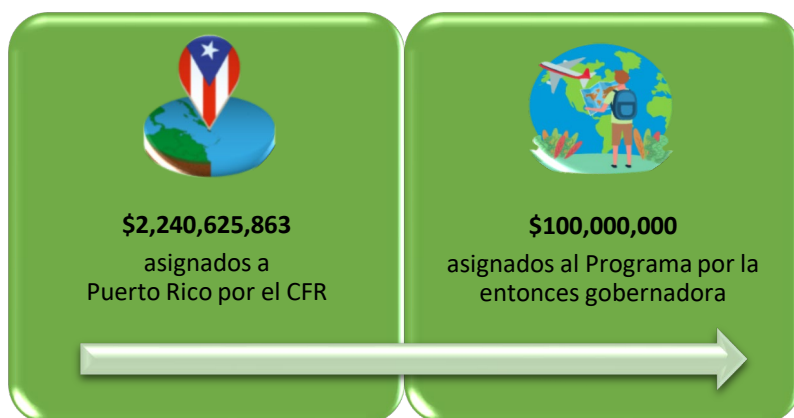 $2,240,625,863
asignados a
Puerto Rico por el CFR
$100,000,000
asignados al Programa por la
entonces gobernadora